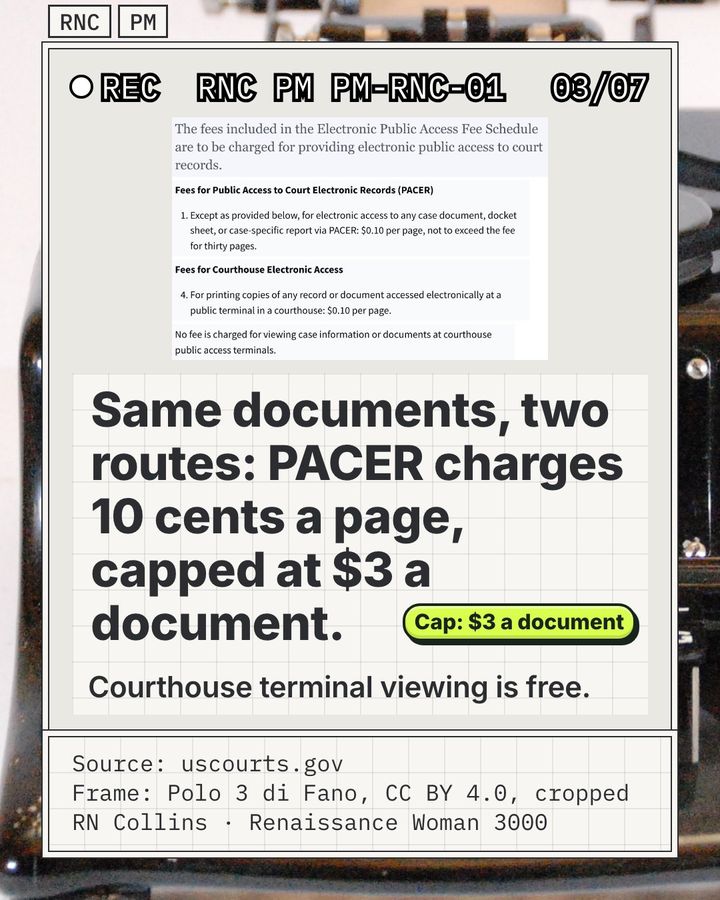 RNC PM
REC RNC PM PM-RNC-01 03/07
The fees included in the Electronic Public Access Fee Schedule
are to be charged for providing electronic public access to court
records.
Fees for Public Access to Court Electronic Records (PACER)
1. Except as provided below, for electronic access to any case document, docket
sheet, or case-specific report via PACER: $0.10 per page, not to exceed the fee
for thirty pages.
Fees for Courthouse Electronic Access
4. For printing copies of any record or document accessed electronically at a
public terminal in a courthouse: $0.10 per page.
No fee is charged for viewing case information or documents at courthouse
public access terminals.
Same documents, two
routes: PACER charges
10 cents a page,
capped at $3 a
document.
Cap: $3 a document
Courthouse terminal viewing is free.
Source: uscourts.gov
Frame: Polo 3 di Fano, CC BY 4.0, cropped
RN Collins · Renaissance Woman 3000